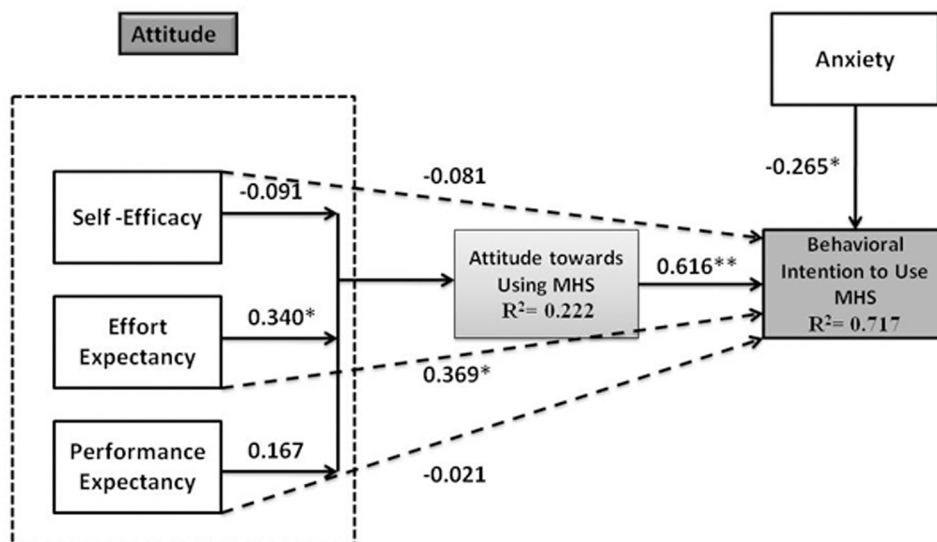 Attitude
Anxiety
-0.265*
-0.081
-0.091
Self -Efficacy
Attitude towards
Using MHS
R²= 0.222
0.616**
Behavioral
Intention to Use
MHS
R²= 0.717
0.340*
Effort
Expectancy
0.369*
0.167
Performance
Expectancy
-0.021